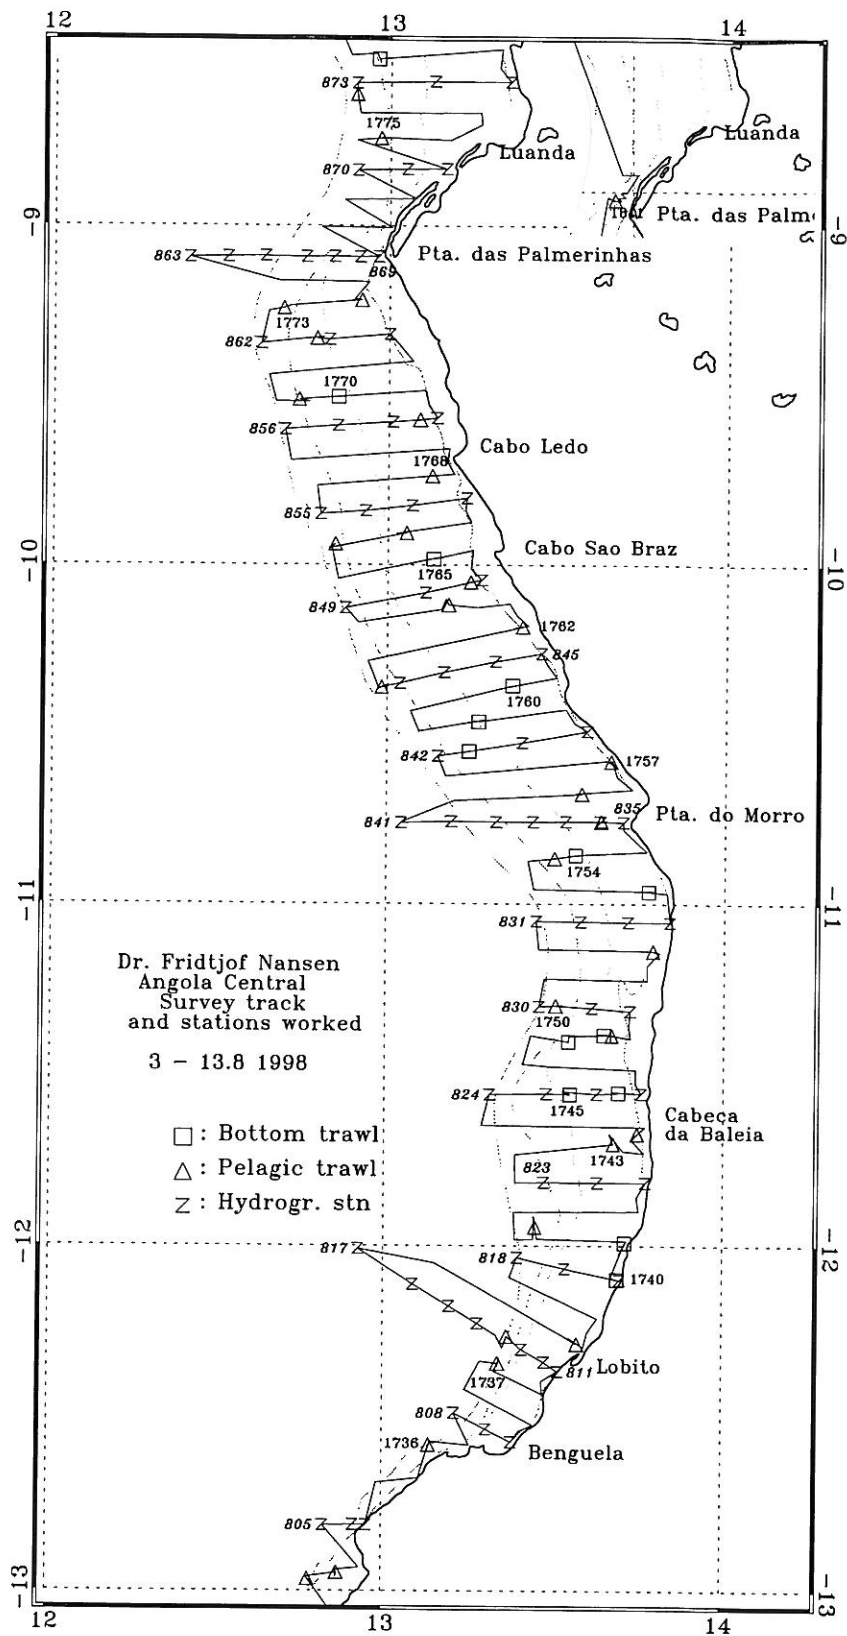 12 13 14
873
1775
Luanda
Luanda
870
-9
Pta. das Palm
-9
863
869
Pta. das Palmerinhas
1773
862
1770
856
1768
Cabo Ledo
855
-10
Cabo Sao Braz
-10
1765
849
1762
845
1760
842
1757
841
835
Pta. do Morro
1754
-11
-11
831
Dr. Fridtjof Nansen
Angola Central
Survey track
and stations worked
3 - 13.8 1998
830
1750
824
1745
Cabeca
da Baleia
□ : Bottom trawl
△ : Pelagic trawl
Z : Hydrogr. stn
1743
823
-12
-12
817
818
1740
811
Lobito
1737
808
1736
Benguela
805
-13
-13
12 13 14